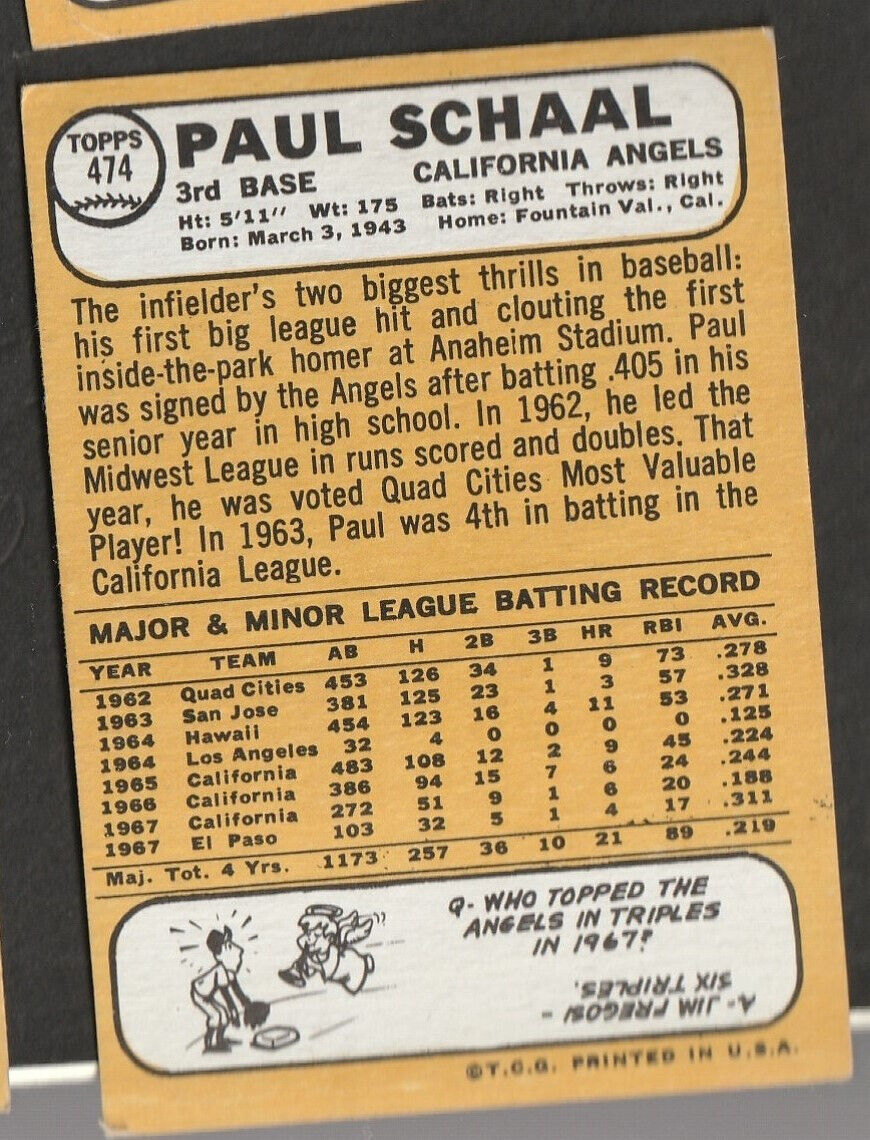 TOPPS
474
PAUL SCHAAL
3rd BASE CALIFORNIA ANGELS
Ht: 5'11" Wt: 175 Bats: Right Throws: Right
Born: March 3, 1943 Home: Fountain Val., Cal.
The infielder's two biggest thrills in baseball:
his first big league hit and clouting the first
inside-the-park homer at Anaheim Stadium. Paul
was signed by the Angels after batting .405 in his
senior year in high school. In 1962, he led the
Midwest League in runs scored and doubles. That
year, he was voted Quad Cities Most Valuable
Player! In 1963, Paul was 4th in batting in the
California League.
MAJOR & MINOR LEAGUE BATTING RECORD
YEAR TEAM AB H 2B 3B HR RBI AVG.
1962 Quad Cities 453 126 34 1 9 73 .278
1963 San Jose 381 125 23 1 3 57 .328
1964 Hawaii 454 123 16 4 11 53 .271
1964 Los Angeles 32 4 0 0 0 0 .125
1965 California 483 108 12 2 9 45 .224
1966 California 386 94 15 7 6 24 .244
1967 California 272 51 9 1 6 20 .188
1967 El Paso 103 32 5 1 4 17 .311
Maj. Tot. 4 Yrs. 1173 257 36 10 21 89 .219
Q- WHO TOPPED THE
ANGELS IN TRIPLES
IN 1967?
A- JIM FREGOSI -
SIX TRIPLES.
©T.C.G. PRINTED IN U.S.A.